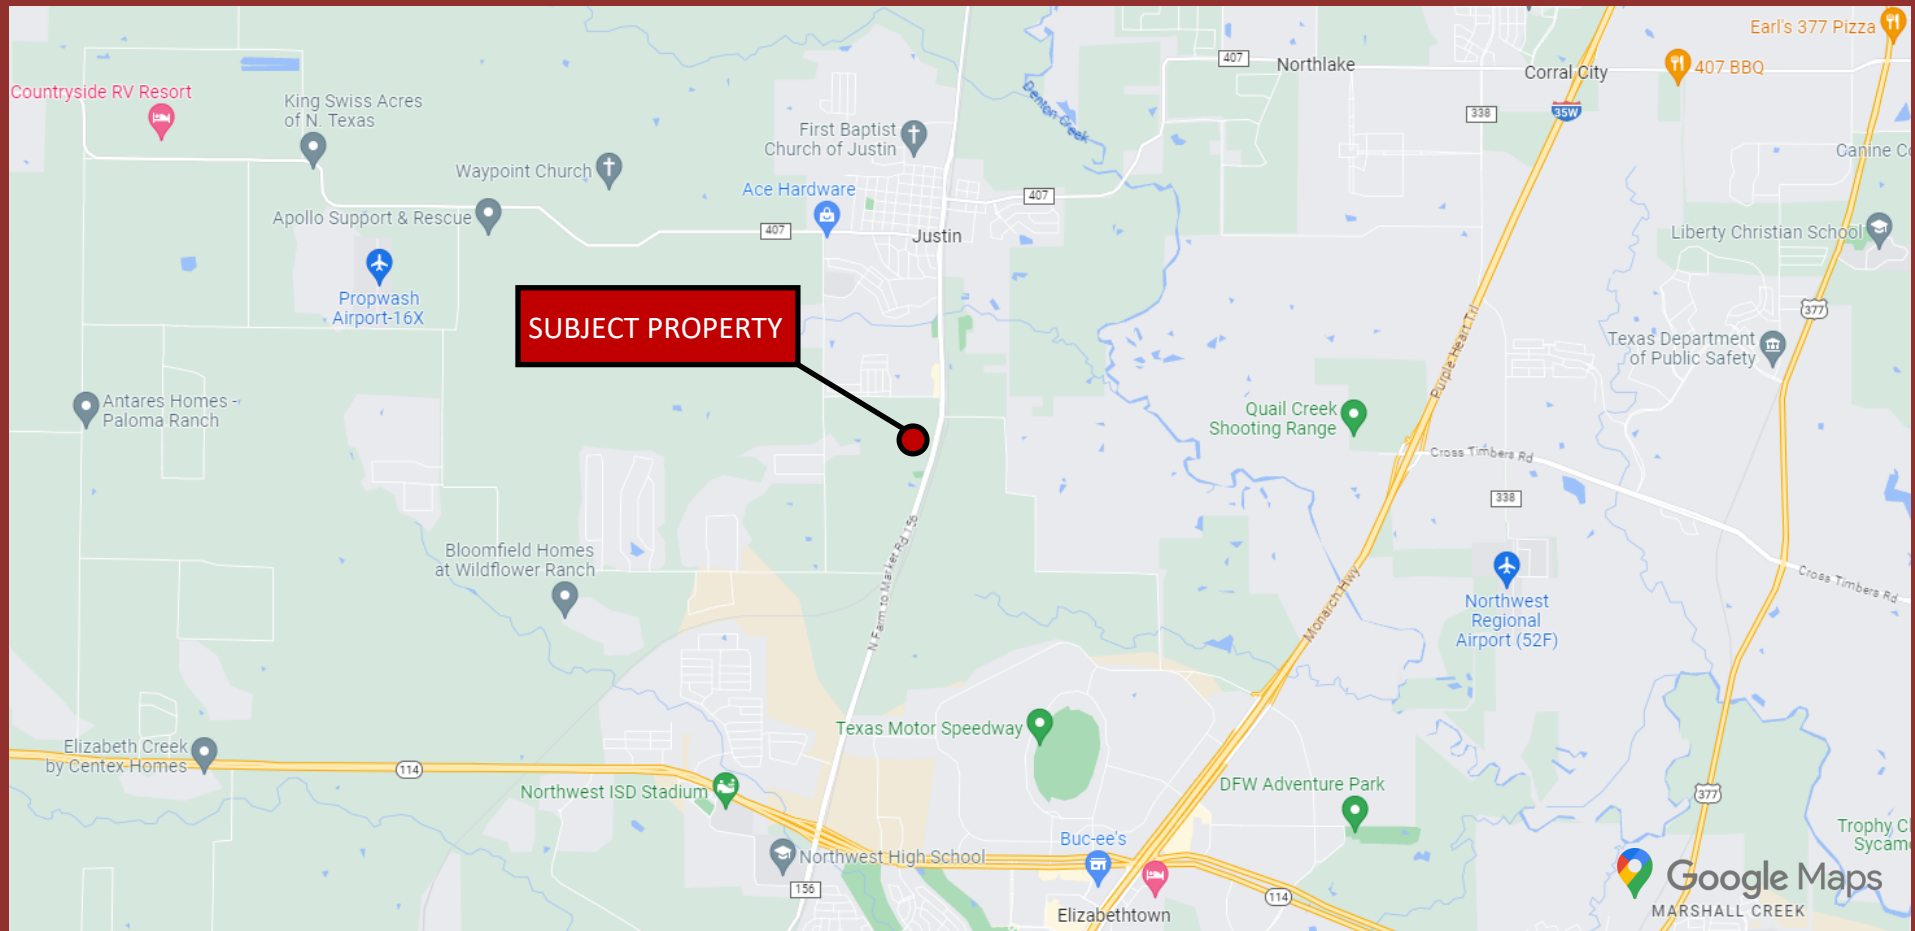 Earl's 377 Pizza
407
Northlake
Corral City
407 BBQ
Countryside RV Resort
King Swiss Acres
of N. Texas
Denton Creek
338
35W
First Baptist
Church of Justin
Canine
Waypoint Church
Ace Hardware
407
Apollo Support & Rescue
407
Justin
Liberty Christian School
Propwash
Airport-16X
SUBJECT PROPERTY
377
Purple Heart Trl
Texas Department
of Public Safety
Antares Homes -
Paloma Ranch
Quail Creek
Shooting Range
Cross Timbers Rd
338
N Farm to Market Rd 156
Bloomfield Homes
at Wildflower Ranch
Cross Timbers Rd
Monarch Hwy
Northwest
Regional
Airport (52F)
Texas Motor Speedway
Elizabeth Creek
by Centex Homes
114
Northwest ISD Stadium
DFW Adventure Park
377
Trophy
Buc-ee's
Northwest High School
156
114
Elizabethtown
Google Maps
MARSHALL CREEK